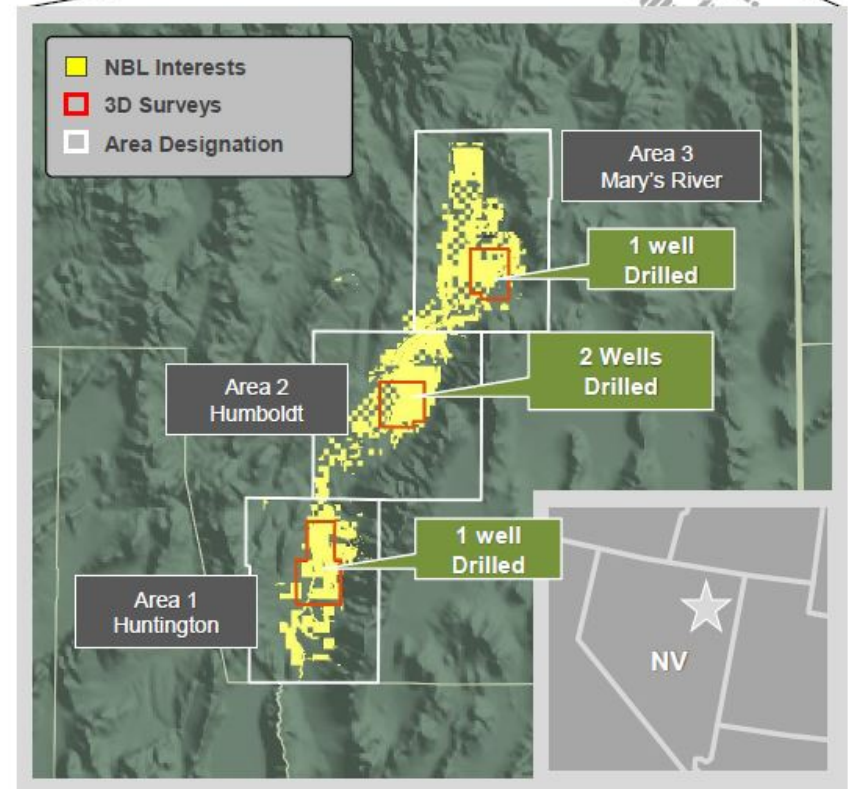 NBL Interests
3D Surveys
Area Designation
Area 3
Mary's River
1 well
Drilled
2 Wells
Drilled
Area 2
Humboldt
1 well
Drilled
Area 1
Huntington
NV